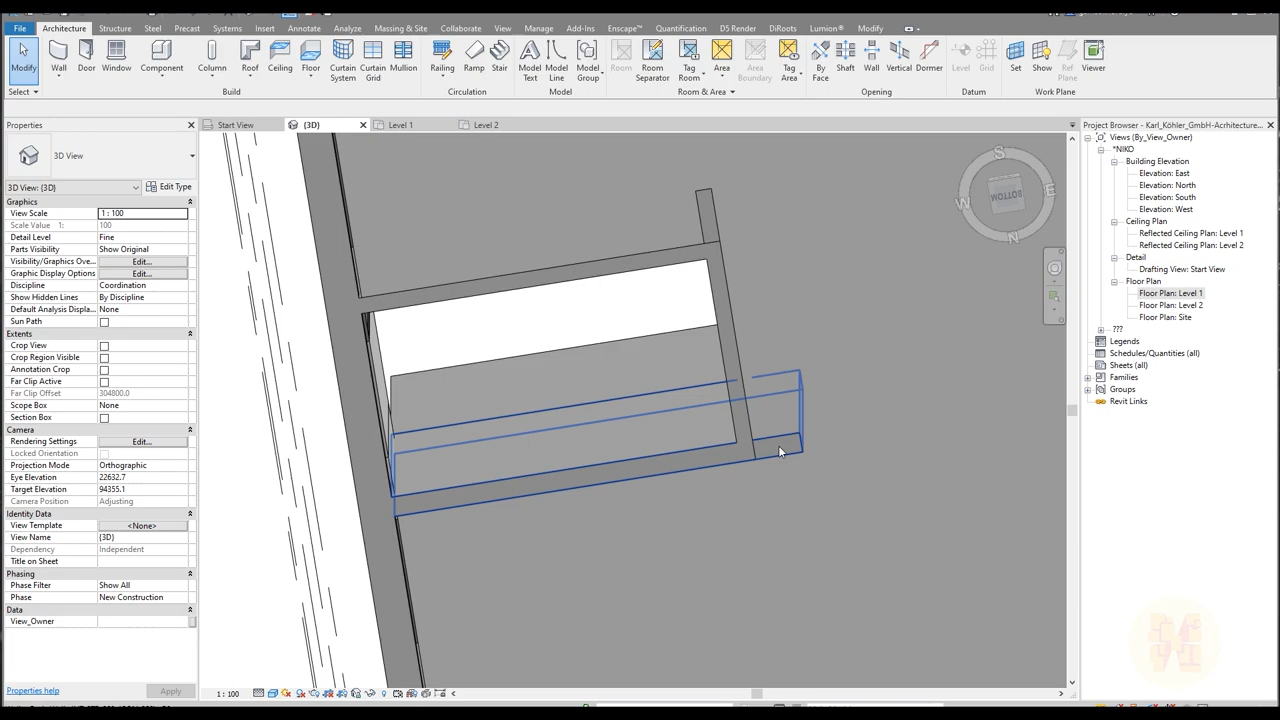 File Architecture Structure Steel Precast Systems Insert Annotate Analyze Massing & Site Collaborate View Manage Add-Ins Enscape™ Quantification D5 Render DiRoots Lumion® Modify
Modify Wall Door Window Component Column Roof Ceiling Floor Curtain System Curtain Grid Mullion Railing Ramp Stair Model Text Model Line Model Group Room Room Separator Tag Room Area Area Boundary Tag Area By Face Shaft Wall Vertical Dormer Level Grid Set Show Ref Plane Viewer
Select Build Circulation Model Room & Area Opening Datum Work Plane
Properties
Start View {3D} Level 1 Level 2
Project Browser - Karl_Köhler_GmbH-Acrhitecture...
3D View
3D View: {3D} Edit Type
Graphics
View Scale 1 : 100
Scale Value 1: 100
Detail Level Fine
Parts Visibility Show Original
Visibility/Graphics Ove... Edit...
Graphic Display Options Edit...
Discipline Coordination
Show Hidden Lines By Discipline
Default Analysis Displa... None
Sun Path
Extents
Crop View
Crop Region Visible
Annotation Crop
Far Clip Active
Far Clip Offset 304800.0
Scope Box None
Section Box
Camera
Rendering Settings Edit...
Locked Orientation
Projection Mode Orthographic
Eye Elevation 22632.7
Target Elevation 94355.1
Camera Position Adjusting
Identity Data
View Template <None>
View Name {3D}
Dependency Independent
Title on Sheet
Phasing
Phase Filter Show All
Phase New Construction
Data
View_Owner
Properties help Apply
S
W BOTTOM E
N
1 : 100
Views (By_View_Owner)
*NIKO
Building Elevation
Elevation: East
Elevation: North
Elevation: South
Elevation: West
Ceiling Plan
Reflected Ceiling Plan: Level 1
Reflected Ceiling Plan: Level 2
Detail
Drafting View: Start View
Floor Plan
Floor Plan: Level 1
Floor Plan: Level 2
Floor Plan: Site
???
Legends
Schedules/Quantities (all)
Sheets (all)
Families
Groups
Revit Links